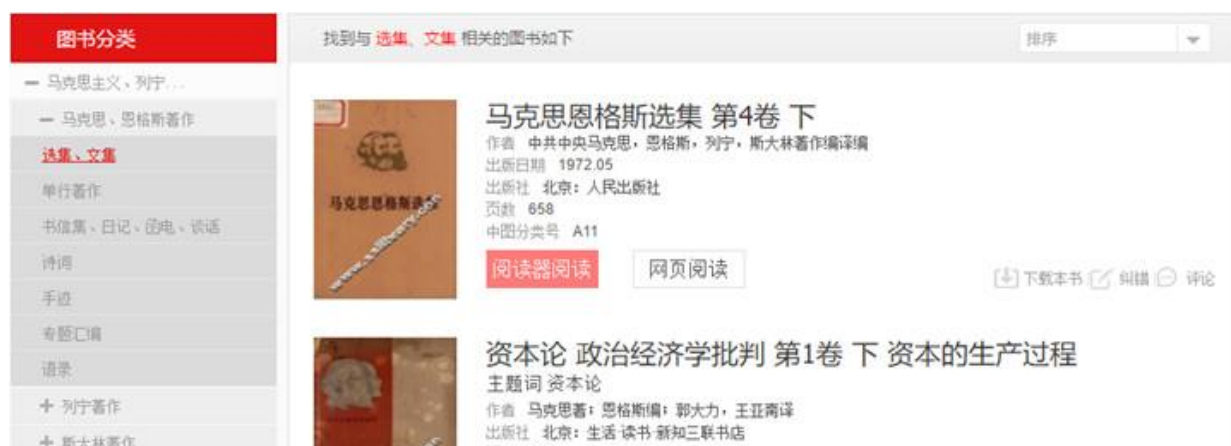 图书分类
找到与 选集、文集 相关的图书如下
排序
马克思主义、列宁...
马克思、恩格斯著作
选集、文集
单行著作
书信集、日记、函电、谈话
诗词
手迹
专题汇编
语录
列宁著作
斯大林著作
马克思恩格斯选集
www.sslibrary.com
马克思恩格斯选集 第4卷 下
作者 中共中央马克思，恩格斯，列宁，斯大林著作编译编
出版日期 1972.05
出版社 北京：人民出版社
页数 658
中图分类号 A11
阅读器阅读 网页阅读
下载本书 纠错 评论
资本论 政治经济学批判 第1卷 下 资本的生产过程
主题词 资本论
作者 马克思著；恩格斯编；郭大力，王亚南译
出版社 北京：生活·读书·新知三联书店